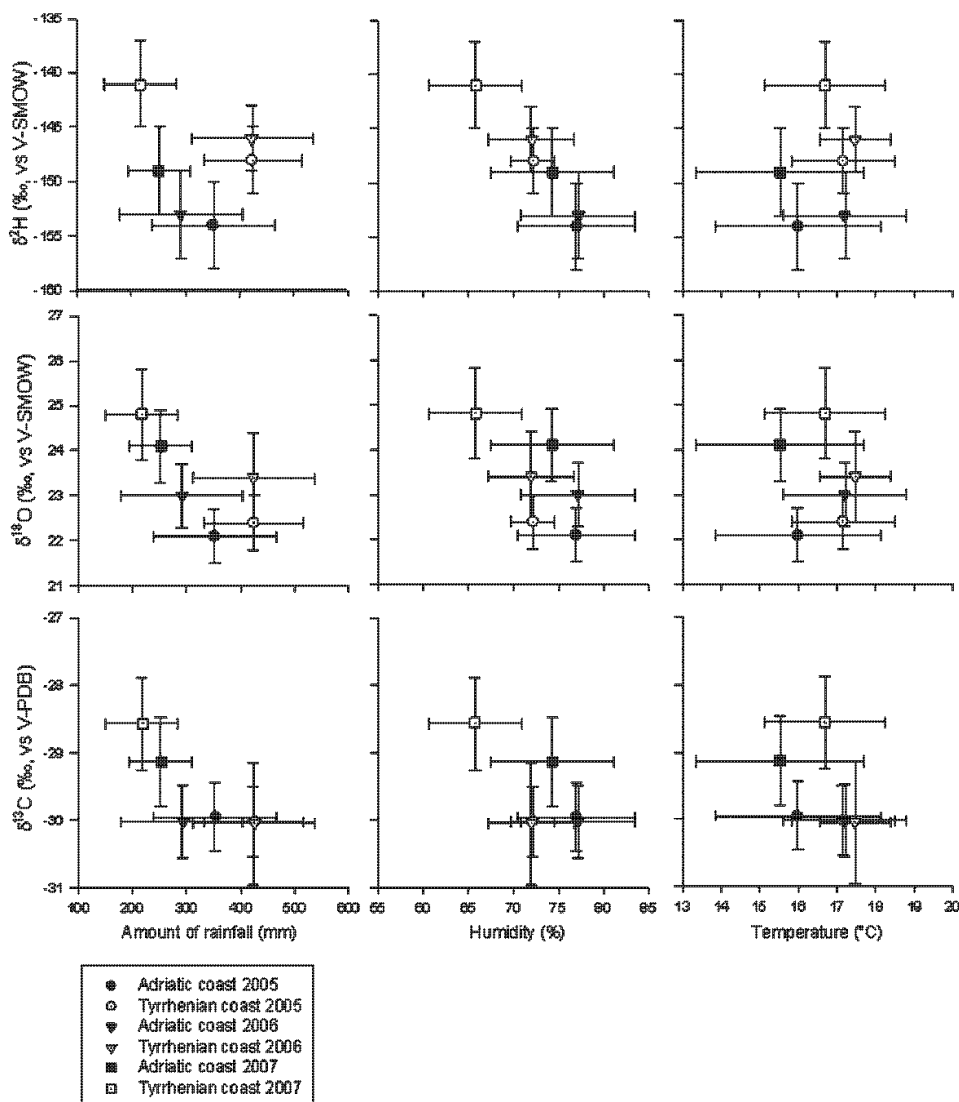 δ²H (‰, vs V-SMOW)
-135
-140
-145
-150
-155
-160
δ¹⁸O (‰, vs V-SMOW)
27
26
25
24
23
22
21
δ¹³C (‰, vs V-PDB)
-27
-28
-29
-30
-31
100 200 300 400 500 600
55 60 65 70 75 80 85
13 14 15 16 17 18 19 20
Amount of rainfall (mm)
Humidity (%)
Temperature (°C)
Adriatic coast 2005
Tyrrhenian coast 2005
Adriatic coast 2006
Tyrrhenian coast 2006
Adriatic coast 2007
Tyrrhenian coast 2007